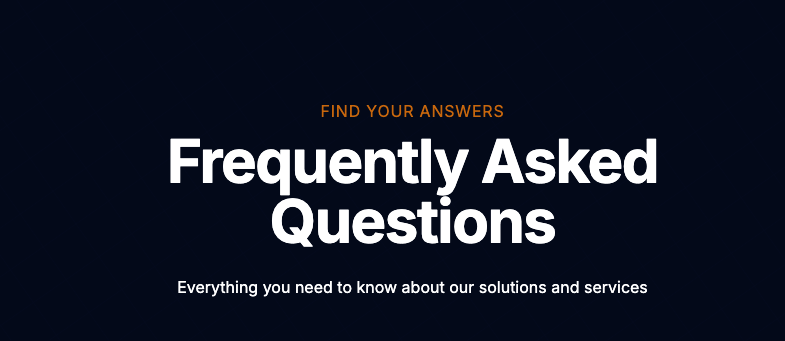 FIND YOUR ANSWERS
Frequently Asked
Questions
Everything you need to know about our solutions and services